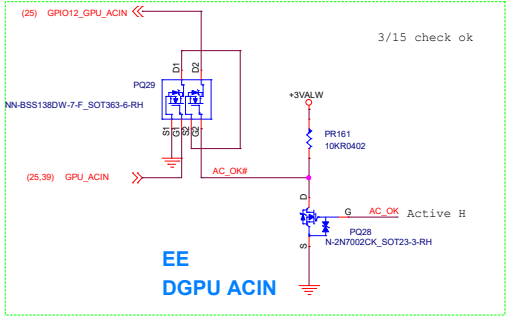 (25) GPIO12_GPU_ACIN
3/15 check ok
D1
D2
PQ29
NN-BSS138DW-7-F_SOT363-6-RH
+3VALW
S1
G1
S2
G2
PR161
10KR0402
(25,39) GPU_ACIN
AC_OK#
D
G
AC_OK
Active H
PQ28
N-2N7002CK_SOT23-3-RH
S
EE
DGPU ACIN